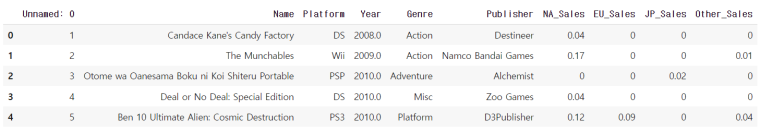 Unnamed: 0 Name Platform Year Genre Publisher NA_Sales EU_Sales JP_Sales Other_Sales
0 1 Candace Kane's Candy Factory DS 2008.0 Action Destineer 0.04 0 0 0
1 2 The Munchables Wii 2009.0 Action Namco Bandai Games 0.17 0 0 0.01
2 3 Otome wa Oanesama Boku ni Koi Shiteru Portable PSP 2010.0 Adventure Alchemist 0 0 0.02 0
3 4 Deal or No Deal: Special Edition DS 2010.0 Misc Zoo Games 0.04 0 0 0
4 5 Ben 10 Ultimate Alien: Cosmic Destruction PS3 2010.0 Platform D3Publisher 0.12 0.09 0 0.04